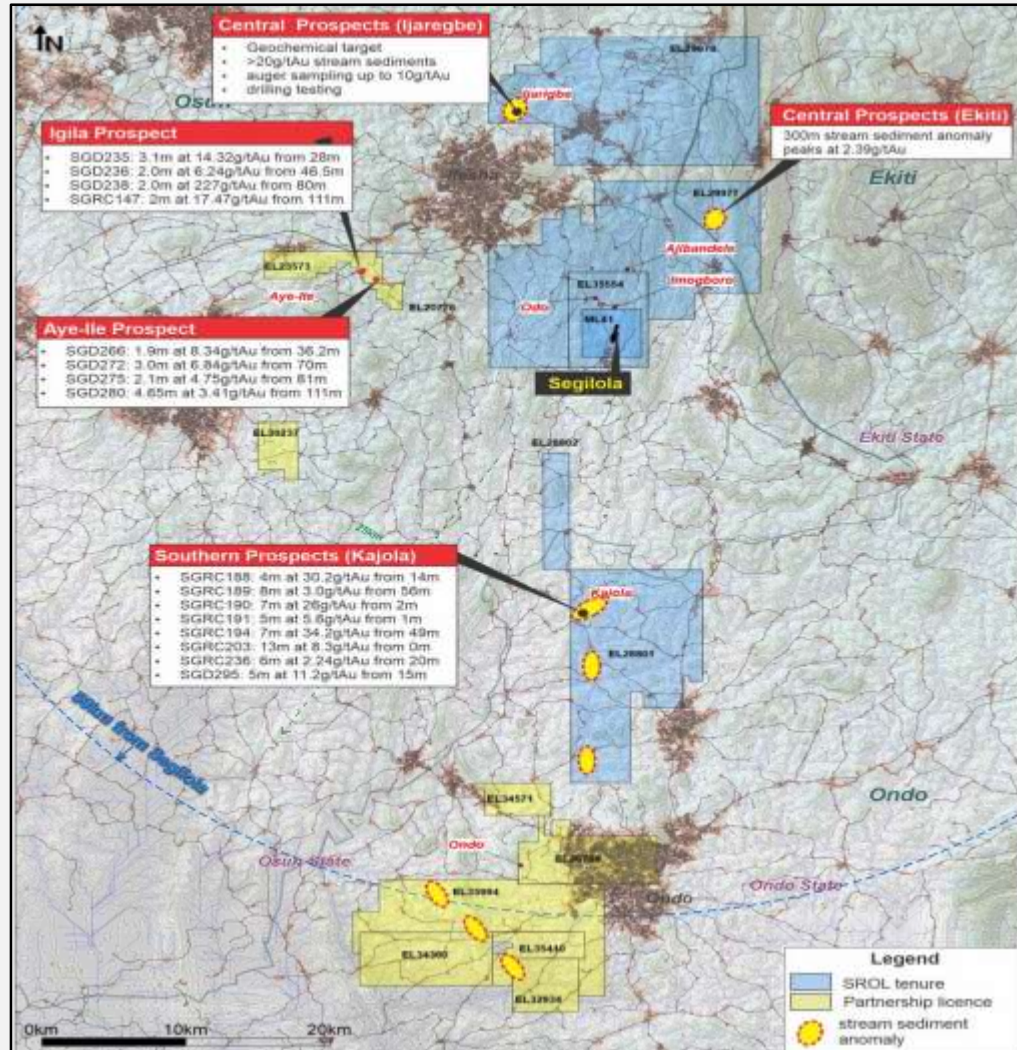 N
Central Prospects (Ijaregbe)
• Geochemical target
• >20g/tAu stream sediments
• auger sampling up to 10g/tAu
• drilling testing
Osun
Central Prospects (Ekiti)
300m stream sediment anomaly
peaks at 2.39g/tAu
Igila Prospect
• SGD235: 3.1m at 14.32g/tAu from 28m
• SGD236: 2.0m at 6.24g/tAu from 46.5m
• SGD238: 2.0m at 227g/tAu from 80m
• SGRC147: 2m at 17.47g/tAu from 111m
Ekiti
EL29977
Ajibandele
Imogboro
EL23573
Aye-Ile
EL20776
Odo
EL35554
ML41
Segilola
Aye-Ile Prospect
• SGD266: 1.9m at 8.34g/tAu from 36.2m
• SGD272: 3.0m at 6.84g/tAu from 70m
• SGD275: 2.1m at 4.75g/tAu from 81m
• SGD280: 4.65m at 3.41g/tAu from 111m
EL30237
EL28802
Ekiti State
25km
Southern Prospects (Kajola)
• SGRC188: 4m at 30.2g/tAu from 14m
• SGRC189: 8m at 3.0g/tAu from 56m
• SGRC190: 7m at 26g/tAu from 2m
• SGRC191: 5m at 5.6g/tAu from 1m
• SGRC194: 7m at 34.2g/tAu from 49m
• SGRC203: 13m at 8.3g/tAu from 0m
• SGRC236: 6m at 2.24g/tAu from 20m
• SGD295: 5m at 11.2g/tAu from 15m
Kajola
EL28801
from Segilola
EL34571
Ondo
Ondo
Osun State
Ondo State
Ondo
EL35440
EL32934
Legend
SROL tenure
Partnership licence
stream sediment
anomaly
0km 10km 20km